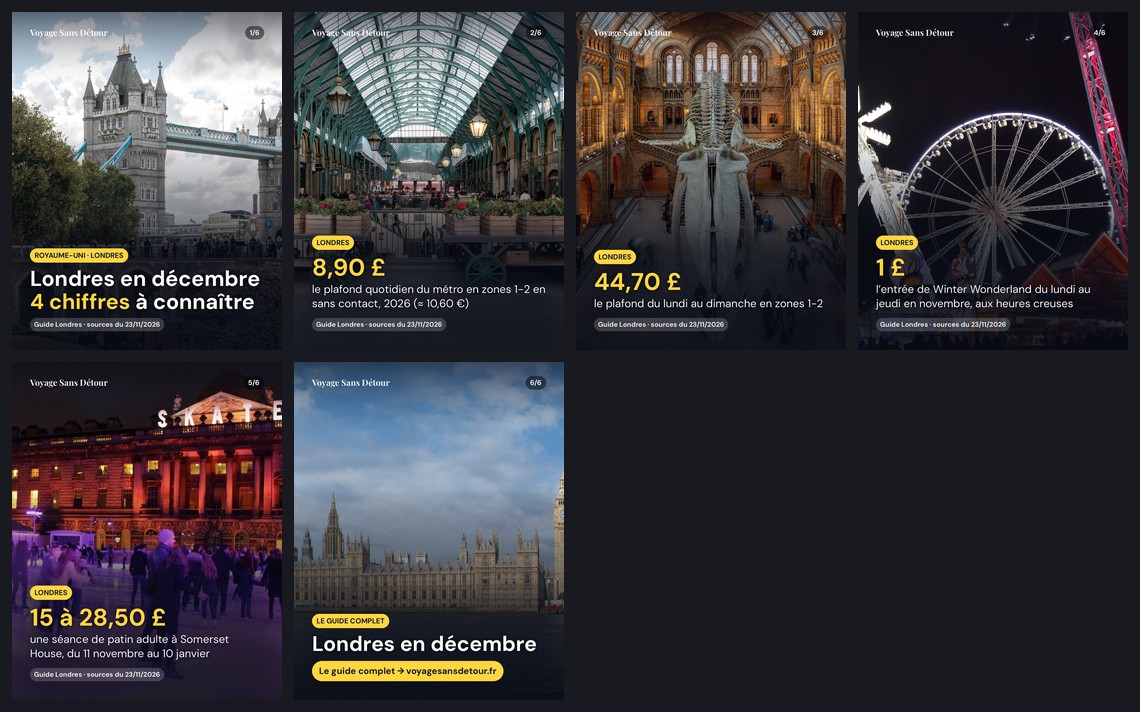 Voyage Sans Détour
1/6
ROYAUME-UNI · LONDRES
Londres en décembre
4 chiffres à connaître
Guide Londres · sources du 23/11/2026
Voyage Sans Détour
2/6
LONDRES
8,90 £
le plafond quotidien du métro en zones 1-2 en
sans contact, 2026 (≈ 10,60 €)
Guide Londres · sources du 23/11/2026
Voyage Sans Détour
3/6
LONDRES
44,70 £
le plafond du lundi au dimanche en zones 1-2
Guide Londres · sources du 23/11/2026
Voyage Sans Détour
4/6
LONDRES
1 £
l'entrée de Winter Wonderland du lundi au
jeudi en novembre, aux heures creuses
Guide Londres · sources du 23/11/2026
Voyage Sans Détour
5/6
SKATE
LONDRES
15 à 28,50 £
une séance de patin adulte à Somerset
House, du 11 novembre au 10 janvier
Guide Londres · sources du 23/11/2026
Voyage Sans Détour
6/6
LE GUIDE COMPLET
Londres en décembre
Le guide complet → voyagesansdetour.fr